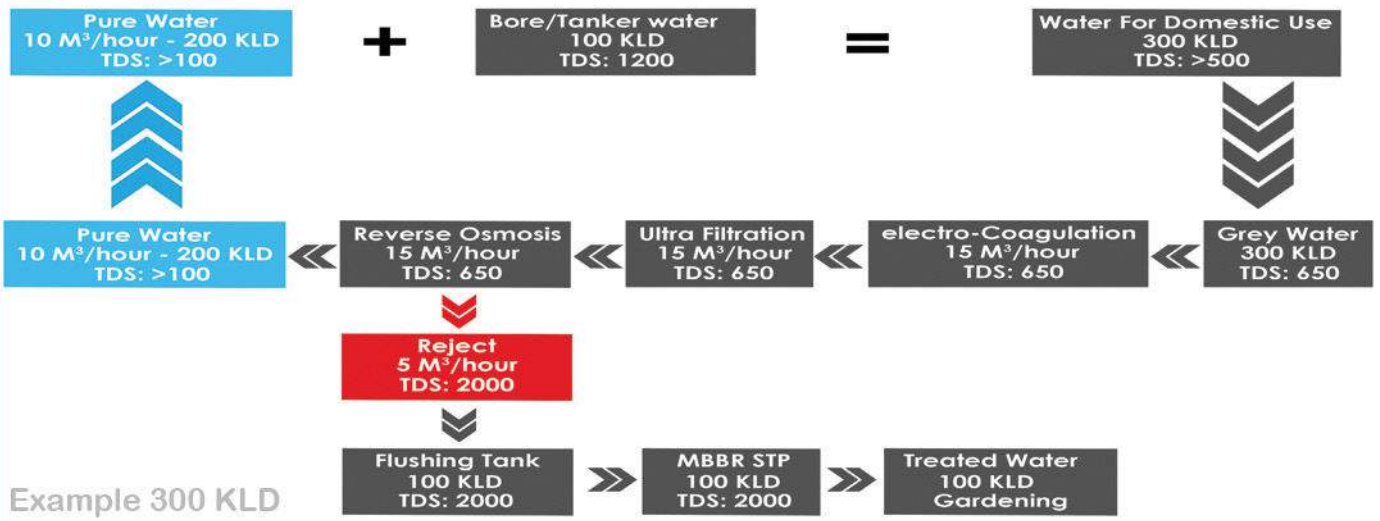 Pure Water
10 M³/hour - 200 KLD
TDS: >100
+
Bore/Tanker water
100 KLD
TDS: 1200
=
Water For Domestic Use
300 KLD
TDS: >500
Pure Water
10 M³/hour - 200 KLD
TDS: >100
Reverse Osmosis
15 M³/hour
TDS: 650
Ultra Filtration
15 M³/hour
TDS: 650
electro-Coagulation
15 M³/hour
TDS: 650
Grey Water
300 KLD
TDS: 650
Reject
5 M³/hour
TDS: 2000
Flushing Tank
100 KLD
TDS: 2000
MBBR STP
100 KLD
TDS: 2000
Treated Water
100 KLD
Gardening
Example 300 KLD